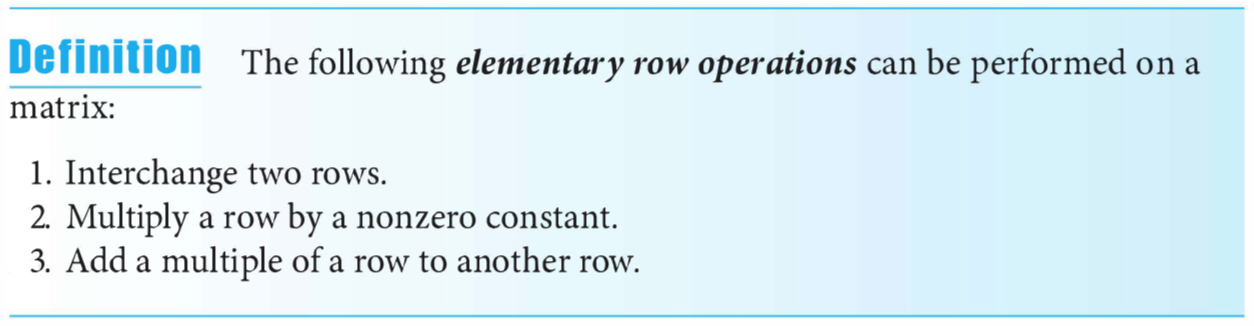 Definition The following elementary row operations can be performed on a
matrix:
1. Interchange two rows.
2. Multiply a row by a nonzero constant.
3. Add a multiple of a row to another row.